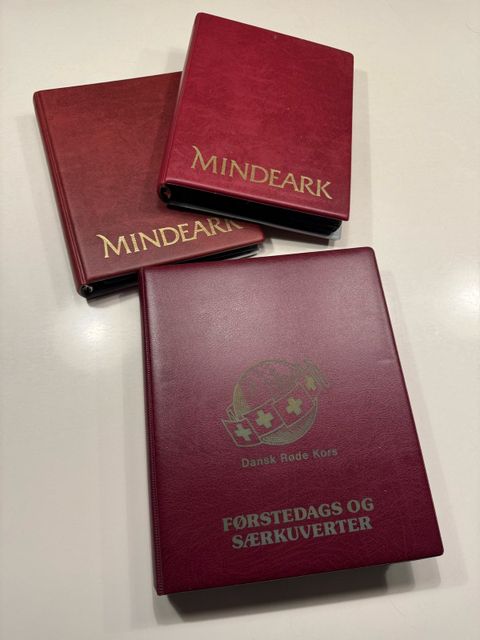 MINDEARK
MINDEARK
Dansk Røde Kors
FØRSTEDAGS OG
SÆRKUVERTER